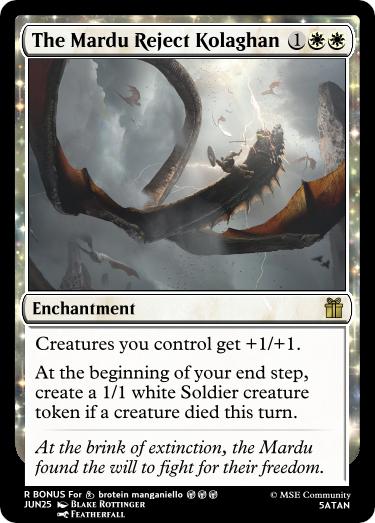 The Mardu Reject Kolaghan 1
Enchantment
Creatures you control get +1/+1.
At the beginning of your end step,
create a 1/1 white Soldier creature
token if a creature died this turn.
At the brink of extinction, the Mardu
found the will to fight for their freedom.
R BONUS For brotein manganiello
© MSE Community
JUN25 Blake Rottinger
5ATAN
Featherfall